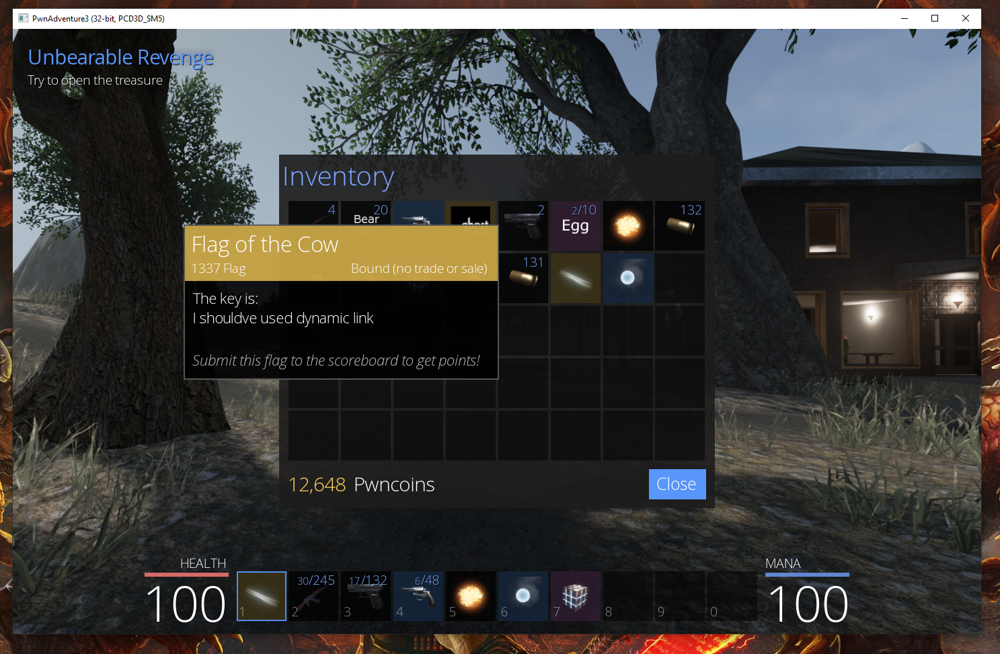 PwnAdventure3 (32-bit, PCD3D_SM5)
Unbearable Revenge
Try to open the treasure
Inventory
4
20
Bear
2
2/10
Egg
132
Flag of the Cow
1337 Flag
Bound (no trade or sale)
131
The key is:
I shouldve used dynamic link
Submit this flag to the scoreboard to get points!
12,648 Pwncoins
Close
HEALTH
100
1
30/245
2
17/132
3
6/48
4
5
6
7
8
9
0
MANA
100